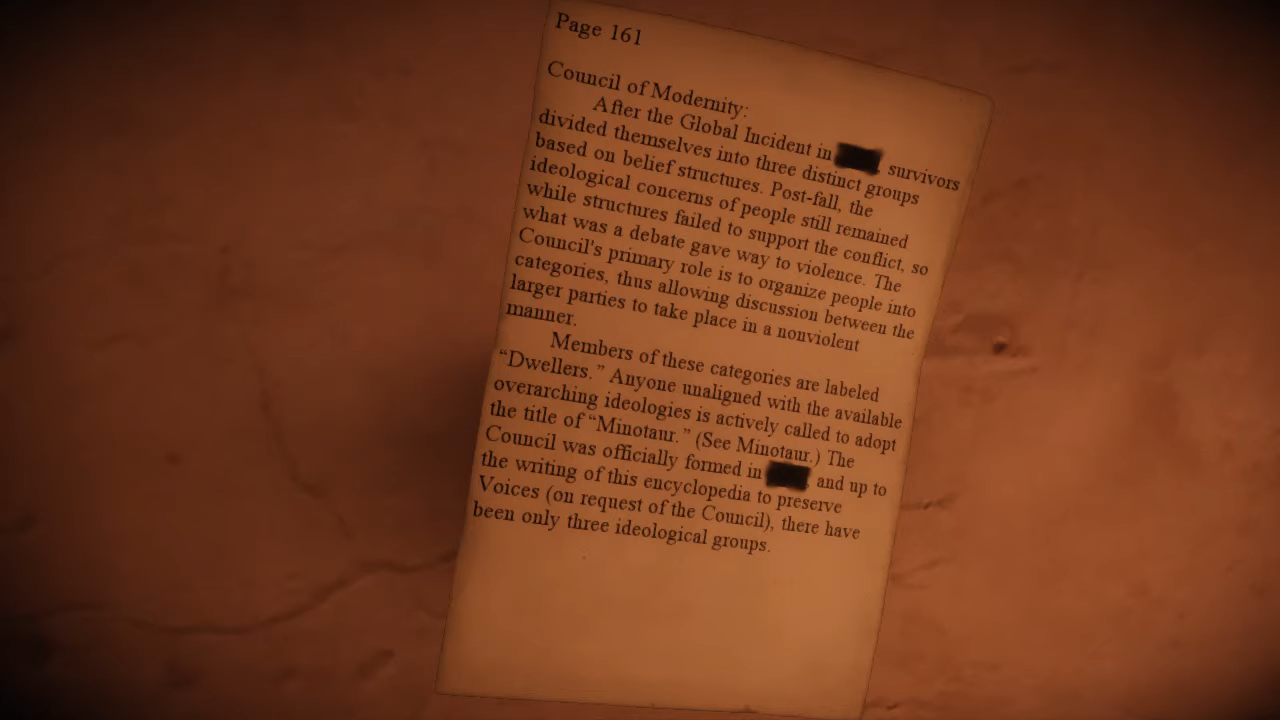 Page 161
Council of Modernity:
After the Global Incident in , survivors
divided themselves into three distinct groups
based on belief structures. Post-fall, the
ideological concerns of people still remained
while structures failed to support the conflict, so
what was a debate gave way to violence. The
Council's primary role is to organize people into
categories, thus allowing discussion between the
larger parties to take place in a nonviolent
manner.
Members of these categories are labeled
“Dwellers.” Anyone unaligned with the available
overarching ideologies is actively called to adopt
the title of “Minotaur.” (See Minotaur.) The
Council was officially formed in , and up to
the writing of this encyclopedia to preserve
Voices (on request of the Council), there have
been only three ideological groups.